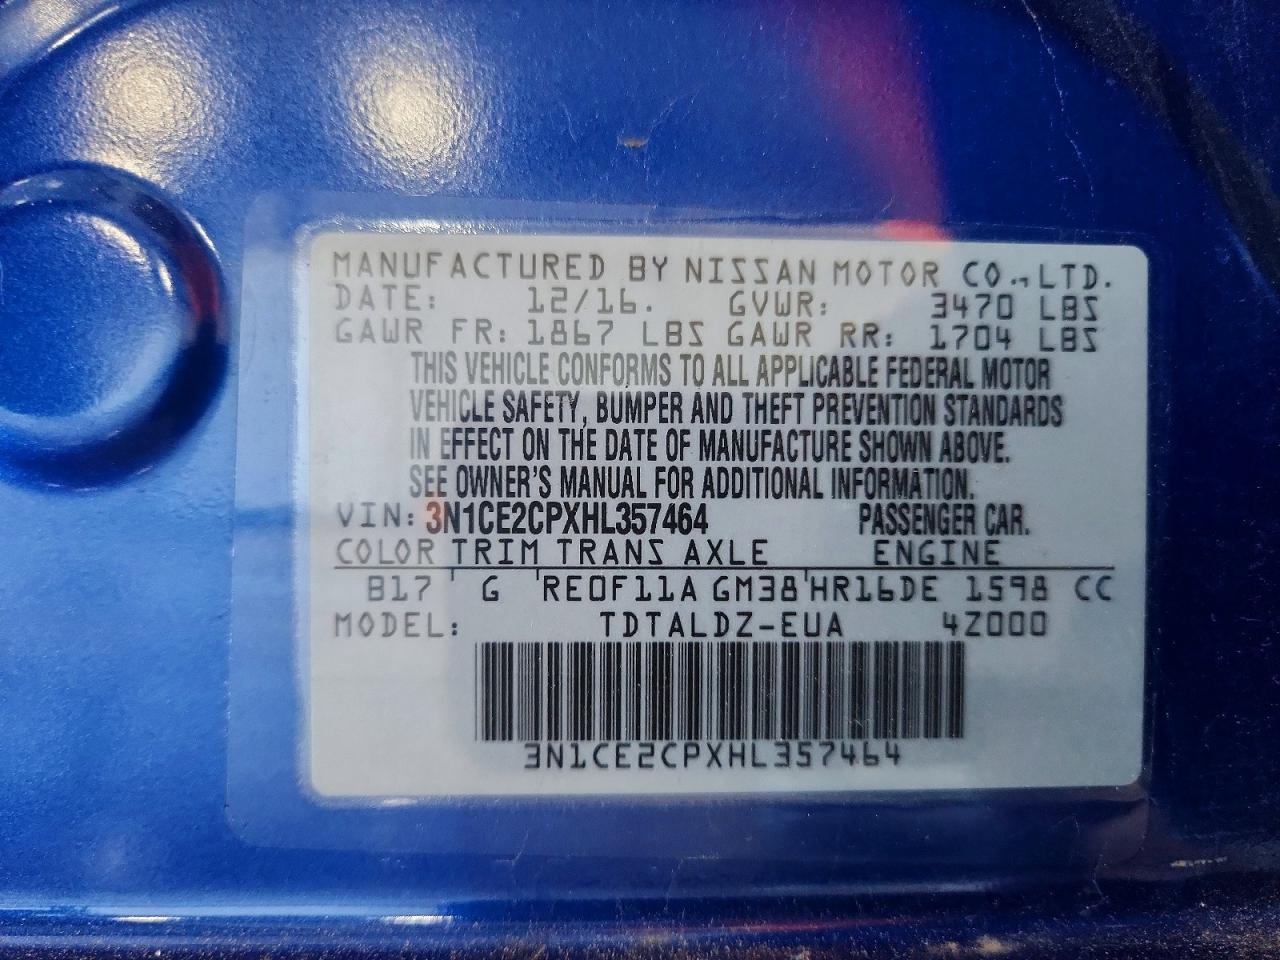 MANUFACTURED BY NISSAN MOTOR CO., LTD.
DATE: 12/16. GVWR: 3470 LBS
GAWR FR: 1867 LBS GAWR RR: 1704 LBS
THIS VEHICLE CONFORMS TO ALL APPLICABLE FEDERAL MOTOR
VEHICLE SAFETY, BUMPER AND THEFT PREVENTION STANDARDS
IN EFFECT ON THE DATE OF MANUFACTURE SHOWN ABOVE.
SEE OWNER'S MANUAL FOR ADDITIONAL INFORMATION.
VIN: 3N1CE2CPXHL357464 PASSENGER CAR.
COLOR TRIM TRANS AXLE ENGINE
B17 G RE0F11A GM38 HR16DE 1598 CC
MODEL: TDTALDZ-EUA 4Z000
3N1CE2CPXHL357464